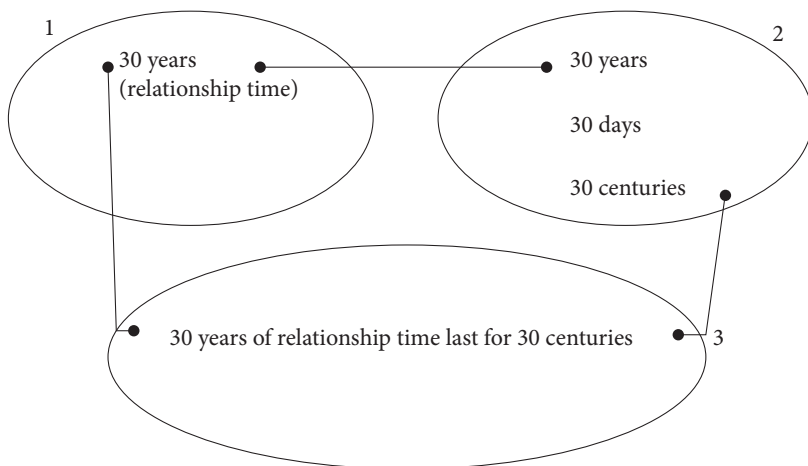 1
30 years
(relationship time)
2
30 years
30 days
30 centuries
30 years of relationship time last for 30 centuries
3